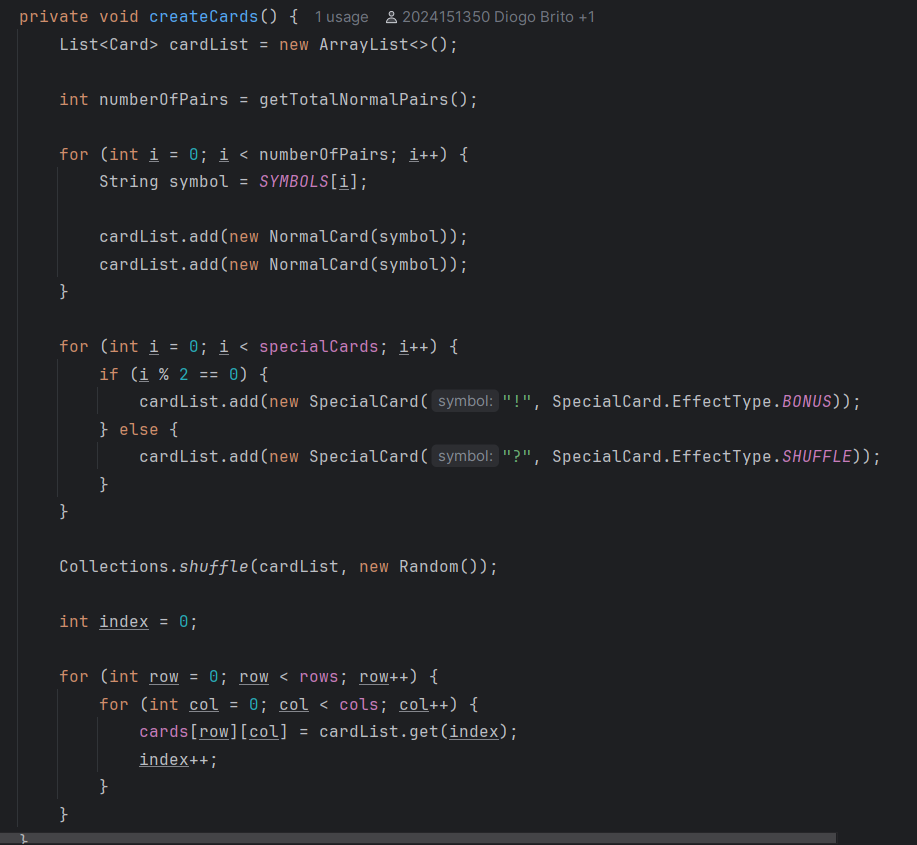 private void createCards() { 1 usage 2024151350 Diogo Brito +1
List<Card> cardList = new ArrayList<>();
int numberOfPairs = getTotalNormalPairs();
for (int i = 0; i < numberOfPairs; i++) {
String symbol = SYMBOLS[i];
cardList.add(new NormalCard(symbol));
cardList.add(new NormalCard(symbol));
}
for (int i = 0; i < specialCards; i++) {
if (i % 2 == 0) {
cardList.add(new SpecialCard( symbol: "!", SpecialCard.EffectType.BONUS));
} else {
cardList.add(new SpecialCard( symbol: "?", SpecialCard.EffectType.SHUFFLE));
}
}
Collections.shuffle(cardList, new Random());
int index = 0;
for (int row = 0; row < rows; row++) {
for (int col = 0; col < cols; col++) {
cards[row][col] = cardList.get(index);
index++;
}
}
}